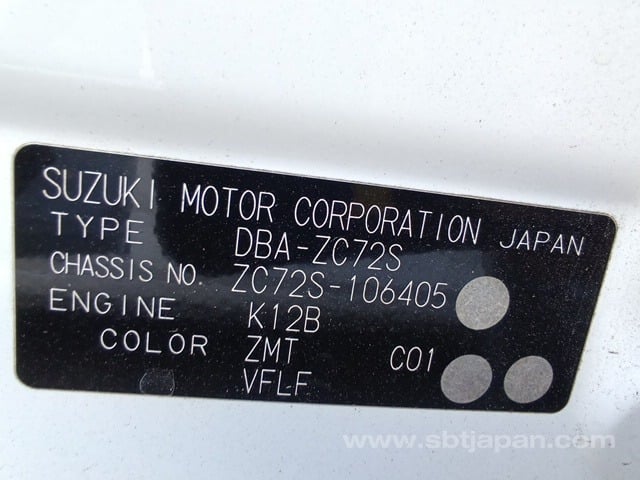 SUZUKI MOTOR CORPORATION JAPAN
TYPE DBA-ZC72S
CHASSIS NO. ZC72S-106405
ENGINE K12B
COLOR ZMT C01
VFLF
www.sbtjapan.com